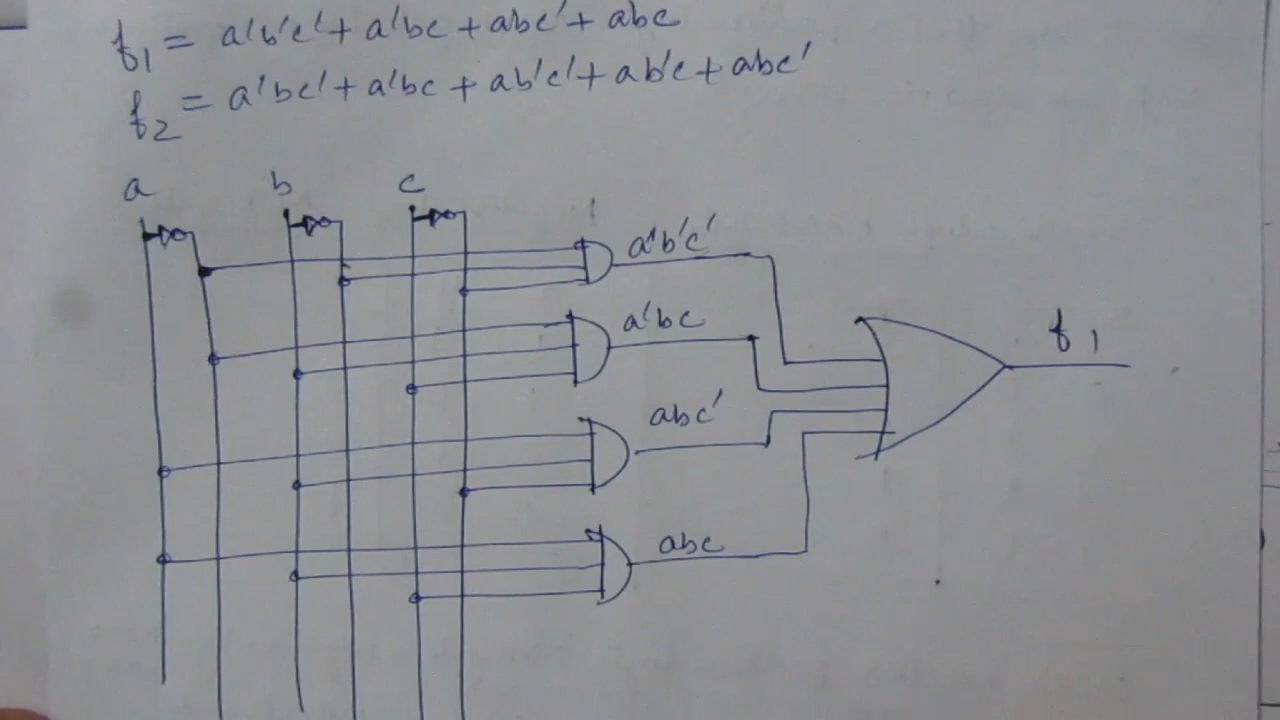 f1 = a'b'c' + a'bc + abc' + abc
f2 = a'bc' + a'bc + ab'c' + ab'c + abc'
a b c
a'b'c'
a'bc
f1
abc'
abc